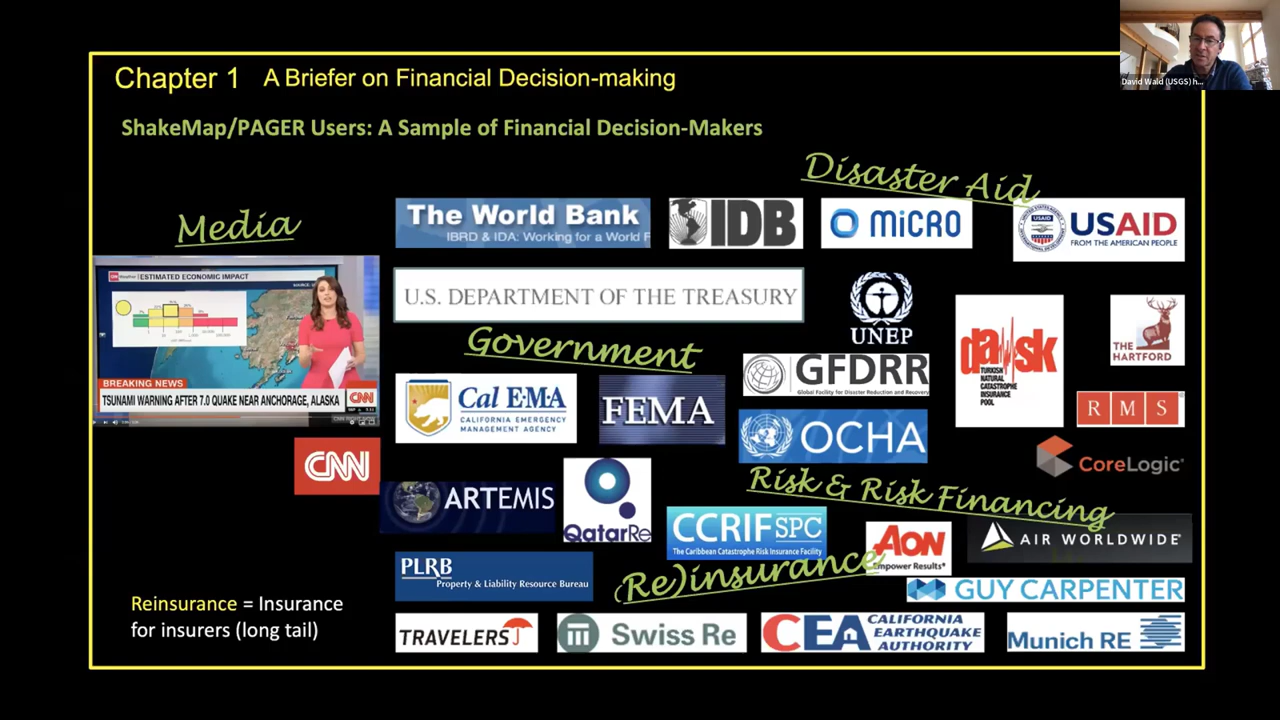 Chapter 1 A Briefer on Financial Decision-making
David Wald (USGS) h...
ShakeMap/PAGER Users: A Sample of Financial Decision-Makers
Disaster Aid
Media
The World Bank
IBRD & IDA: Working for a World F
IDB
MiCRO
USAID
USAID
FROM THE AMERICAN PEOPLE
CNN Weather ESTIMATED ECONOMIC IMPACT
U.S. DEPARTMENT OF THE TREASURY
UNEP
Government
GFDRR
Global Facility for Disaster Reduction and Recovery
dask
TURKISH
NATURAL
CATASTROPHE
INSURANCE
POOL
THE
HARTFORD
BREAKING NEWS
TSUNAMI WARNING AFTER 7.0 QUAKE NEAR ANCHORAGE, ALASKA
CNN
Cal E·M·A
CALIFORNIA EMERGENCY
MANAGEMENT AGENCY
FEMA
OCHA
RMS
CNN
CoreLogic
Risk & Risk Financing
ARTEMIS
QatarRe
CCRIF SPC
The Caribbean Catastrophe Risk Insurance Facility
AON
Empower Results®
AIR WORLDWIDE
PLRB
Property & Liability Resource Bureau
(Re)insurance
GUY CARPENTER
Reinsurance = Insurance
for insurers (long tail)
TRAVELERS
Swiss Re
CEA CALIFORNIA
EARTHQUAKE
AUTHORITY
Munich RE